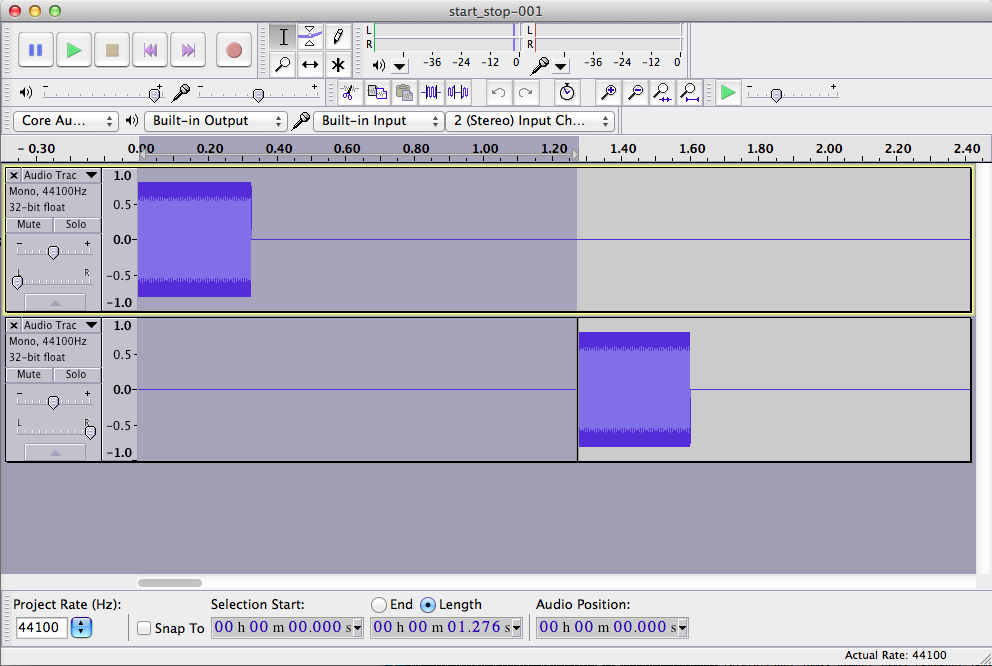 start_stop-001
L
R
-36 -24 -12 0
L
R
-36 -24 -12 0
- +
- +
- +
Core Au... Built-in Output Built-in Input 2 (Stereo) Input Ch...
- 0.30 0.00 0.20 0.40 0.60 0.80 1.00 1.20 1.40 1.60 1.80 2.00 2.20 2.40
Audio Trac
Mono, 44100Hz
32-bit float
Mute Solo
- +
L R
1.0
0.5-
0.0-
-0.5-
-1.0
Audio Trac
Mono, 44100Hz
32-bit float
Mute Solo
- +
L R
1.0
0.5-
0.0-
-0.5-
-1.0
Project Rate (Hz): Selection Start: End Length Audio Position:
44100 Snap To 00 h 00 m 00.000 s 00 h 00 m 01.276 s 00 h 00 m 00.000 s
Actual Rate: 44100